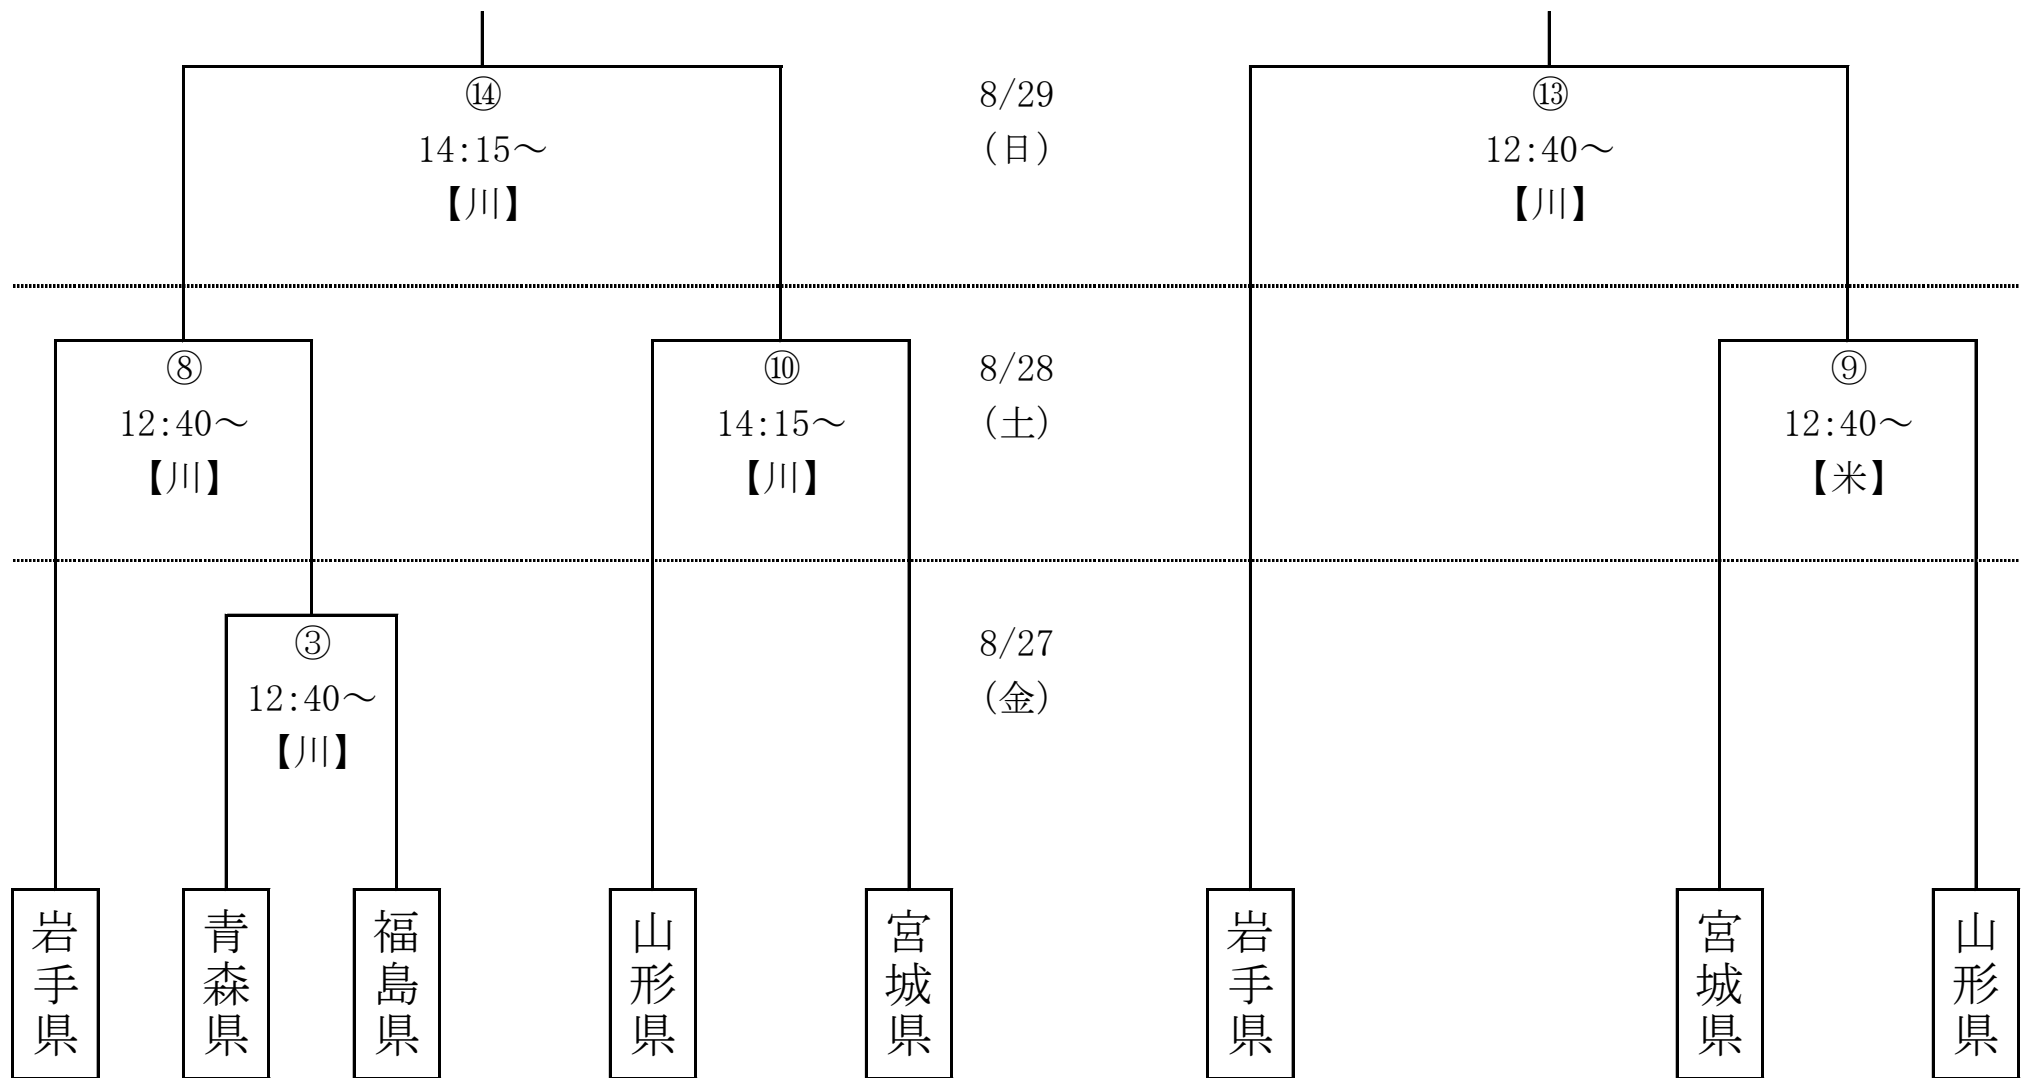 ⑭
14:15～
【川】
8/29
(日)
⑬
12:40～
【川】
⑧
12:40～
【川】
⑩
14:15～
【川】
8/28
(土)
⑨
12:40～
【米】
③
12:40～
【川】
8/27
(金)
岩手県
青森県
福島県
山形県
宮城県
岩手県
宮城県
山形県